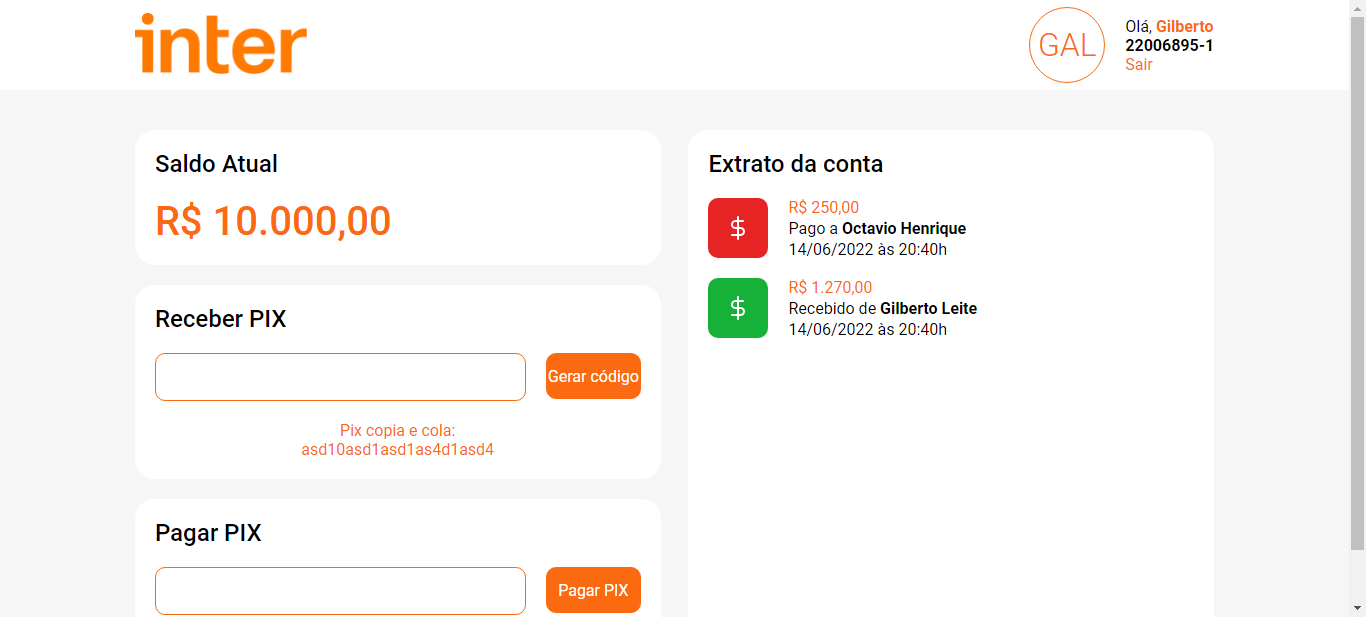 inter
GAL
Olá, Gilberto
22006895-1
Sair
Saldo Atual
R$ 10.000,00
Receber PIX
Gerar código
Pix copia e cola:
asd10asd1asd1as4d1asd4
Pagar PIX
Pagar PIX
Extrato da conta
$
R$ 250,00
Pago a Octavio Henrique
14/06/2022 às 20:40h
$
R$ 1.270,00
Recebido de Gilberto Leite
14/06/2022 às 20:40h